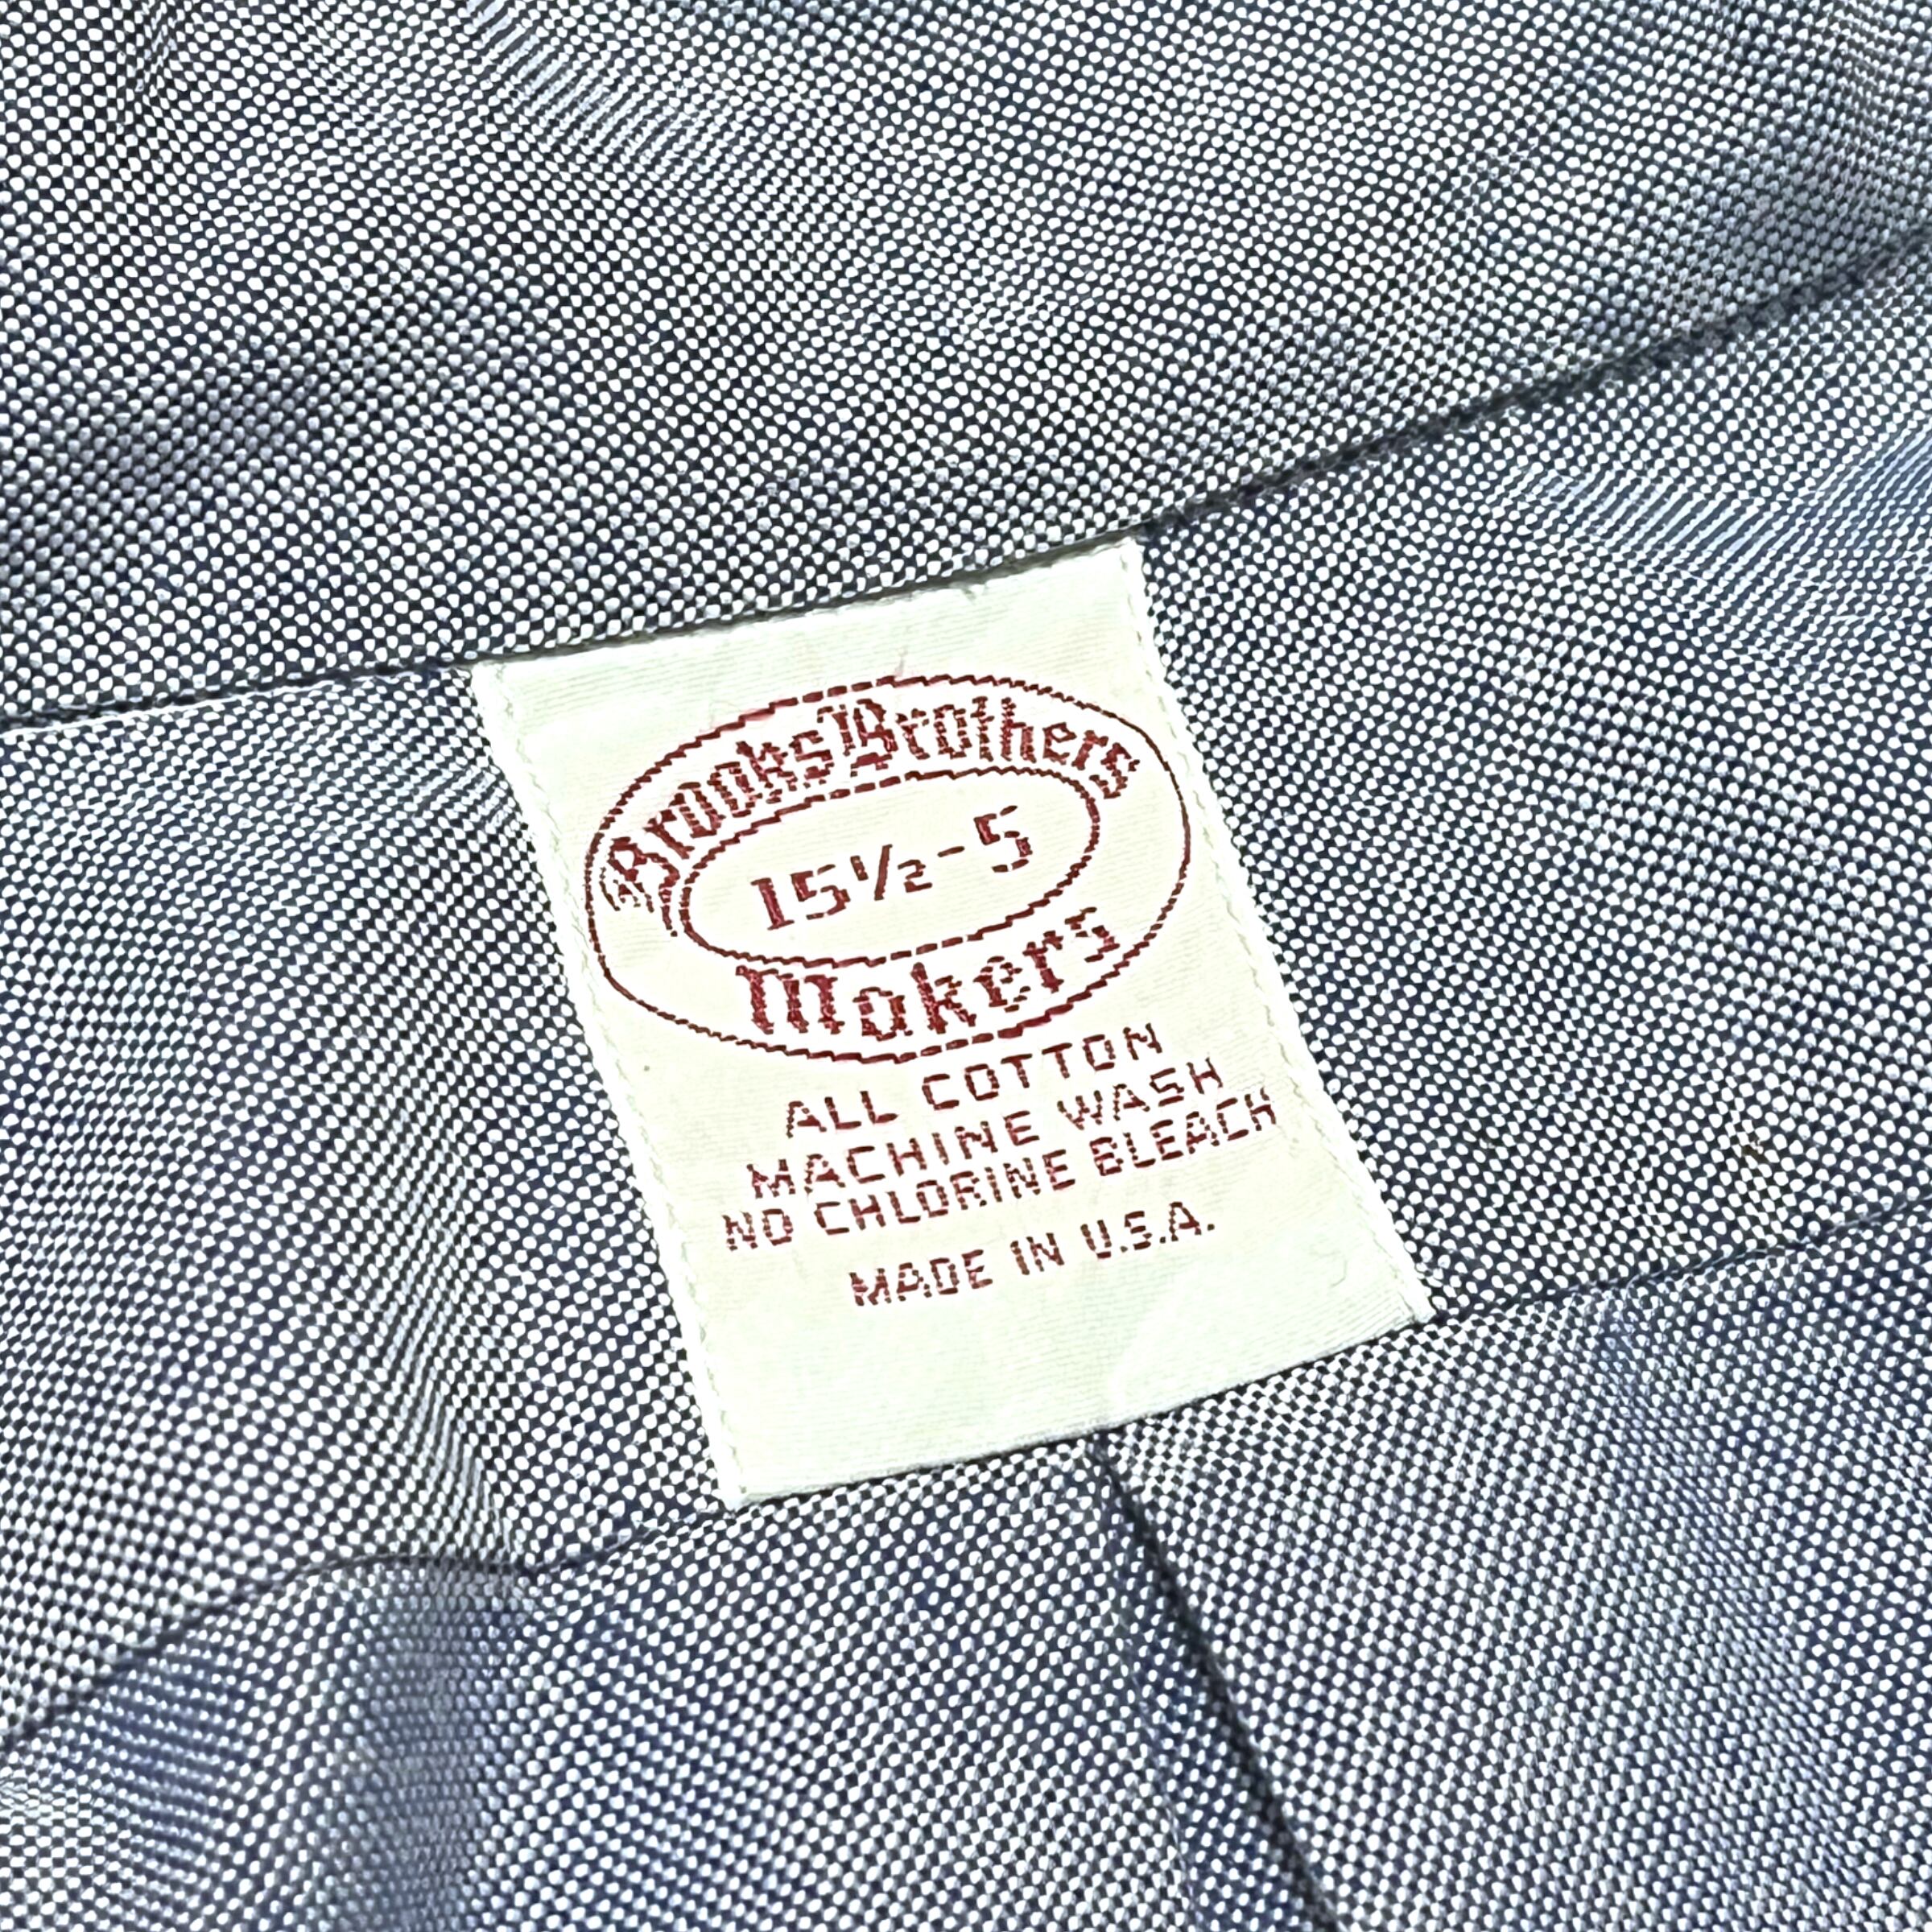 Brooks Brothers
15½-5
Makers
ALL COTTON
MACHINE WASH
NO CHLORINE BLEACH
MADE IN U.S.A.